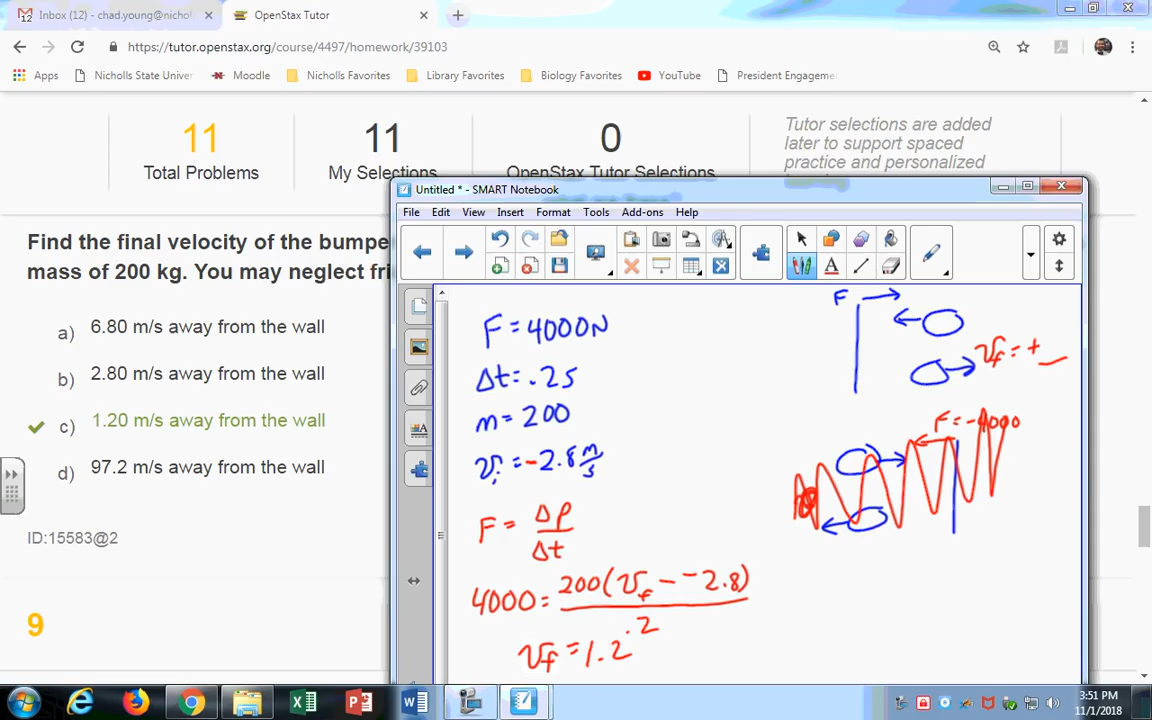 Inbox (12) - chad.young@nicho
OpenStax Tutor
https://tutor.openstax.org/course/4497/homework/39103
Apps Nicholls State Univer Moodle Nicholls Favorites Library Favorites Biology Favorites YouTube President Engageme
11
Total Problems
11
My Selections
0
OpenStax Tutor Selections
Tutor selections are added
later to support spaced
practice and personalized
Find the final velocity of the bumpe
mass of 200 kg. You may neglect fri
a) 6.80 m/s away from the wall
b) 2.80 m/s away from the wall
c) 1.20 m/s away from the wall
d) 97.2 m/s away from the wall
ID:15583@2
9
Untitled * - SMART Notebook
File Edit View Insert Format Tools Add-ons Help
F = 4000N
Δt = .25
m = 200
vi = -2.8 m/s
F = Δp/Δt
4000 = 200(vf - -2.8)/.2
vf = 1.2
F
vf = +
F = -4000
3:51 PM
11/1/2018